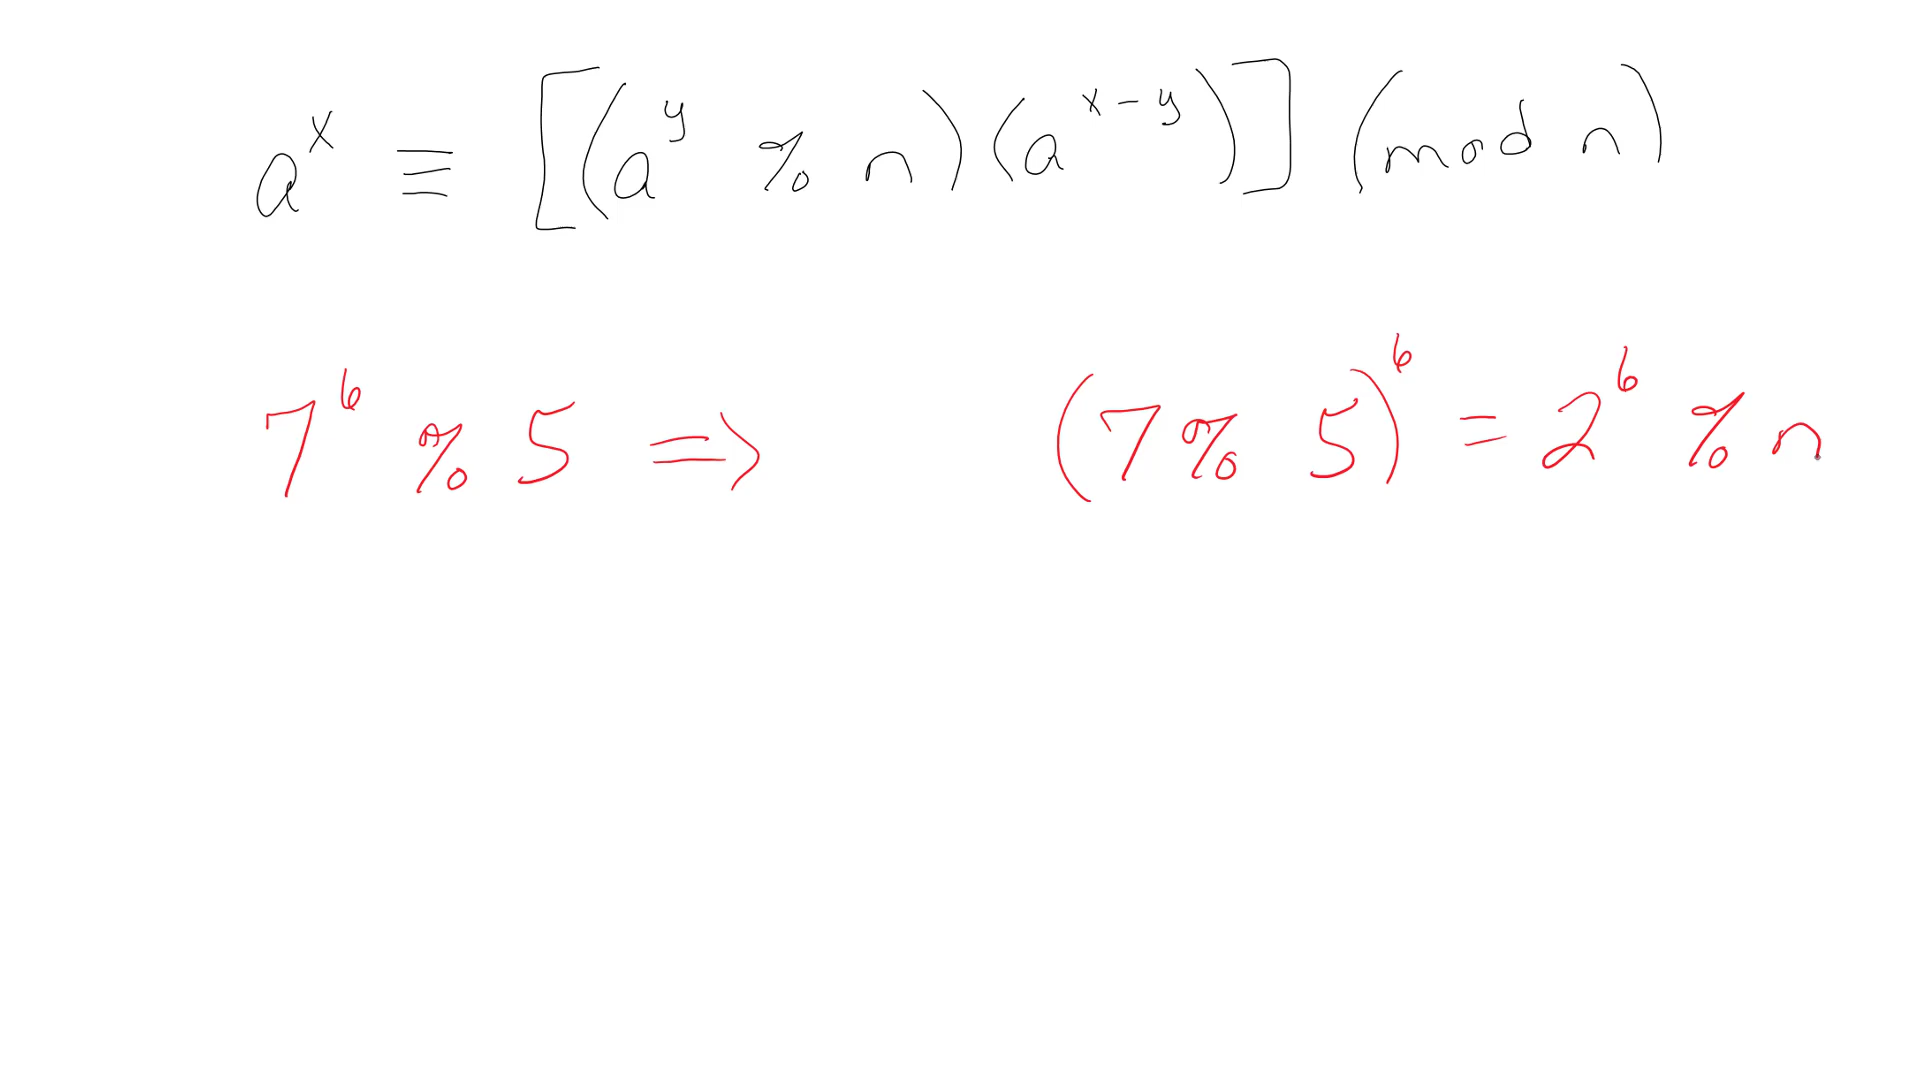 a^x ≡ [(a^y % n)(a^{x-y})] (mod n)
7^6 % 5 ⇒ (7 % 5)^6 = 2^6 % n